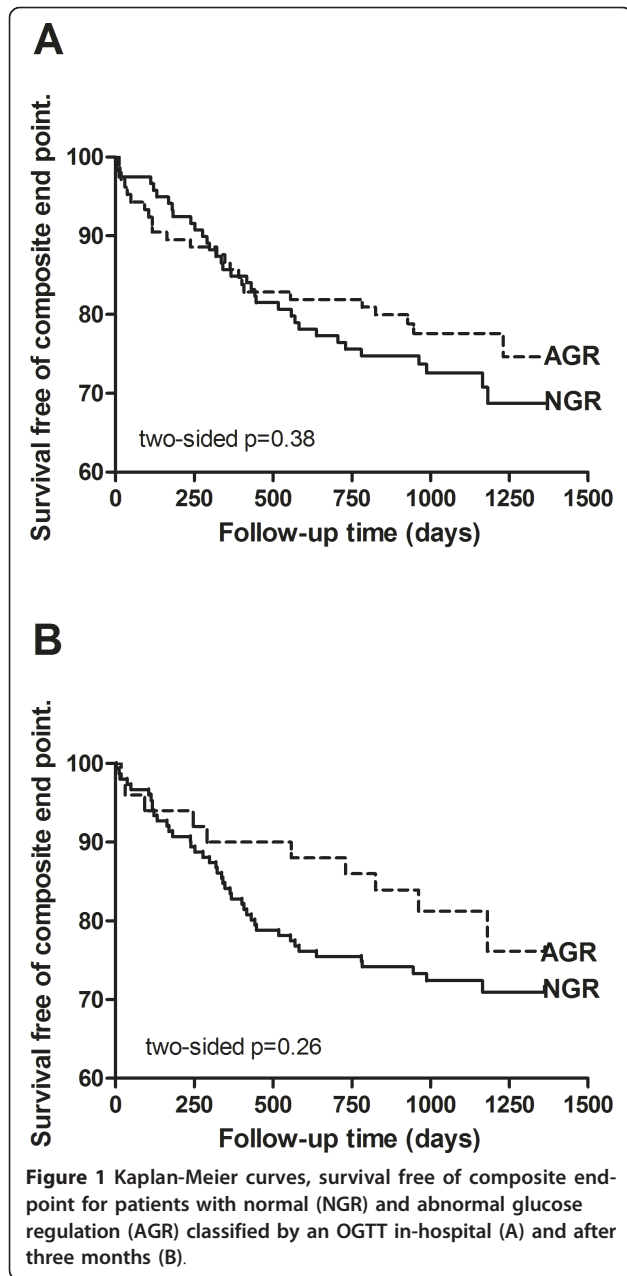 A
Survival free of composite end point.
100
90
80
70
60
AGR
NGR
two-sided p=0.38
0 250 500 750 1000 1250 1500
Follow-up time (days)
B
Survival free of composite end point.
100
90
80
70
60
AGR
NGR
two-sided p=0.26
0 250 500 750 1000 1250 1500
Follow-up time (days)
Figure 1 Kaplan-Meier curves, survival free of composite end-
point for patients with normal (NGR) and abnormal glucose
regulation (AGR) classified by an OGTT in-hospital (A) and after
three months (B).